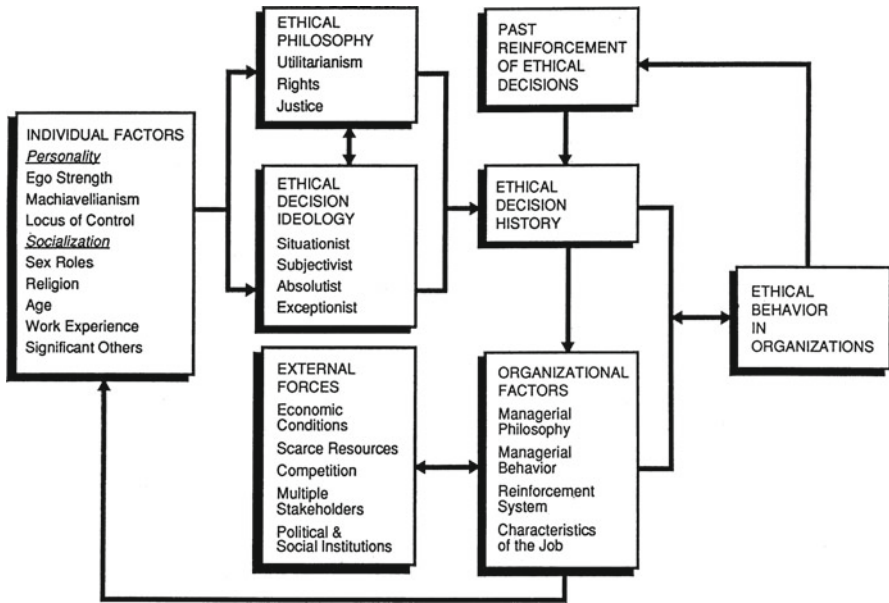 INDIVIDUAL FACTORS
Personality
Ego Strength
Machiavellianism
Locus of Control
Socialization
Sex Roles
Religion
Age
Work Experience
Significant Others
ETHICAL
PHILOSOPHY
Utilitarianism
Rights
Justice
ETHICAL
DECISION
IDEOLOGY
Situationist
Subjectivist
Absolutist
Exceptionist
EXTERNAL
FORCES
Economic
Conditions
Scarce Resources
Competition
Multiple
Stakeholders
Political &
Social Institutions
PAST
REINFORCEMENT
OF ETHICAL
DECISIONS
ETHICAL
DECISION
HISTORY
ORGANIZATIONAL
FACTORS
Managerial
Philosophy
Managerial
Behavior
Reinforcement
System
Characteristics
of the Job
ETHICAL
BEHAVIOR
IN
ORGANIZATIONS